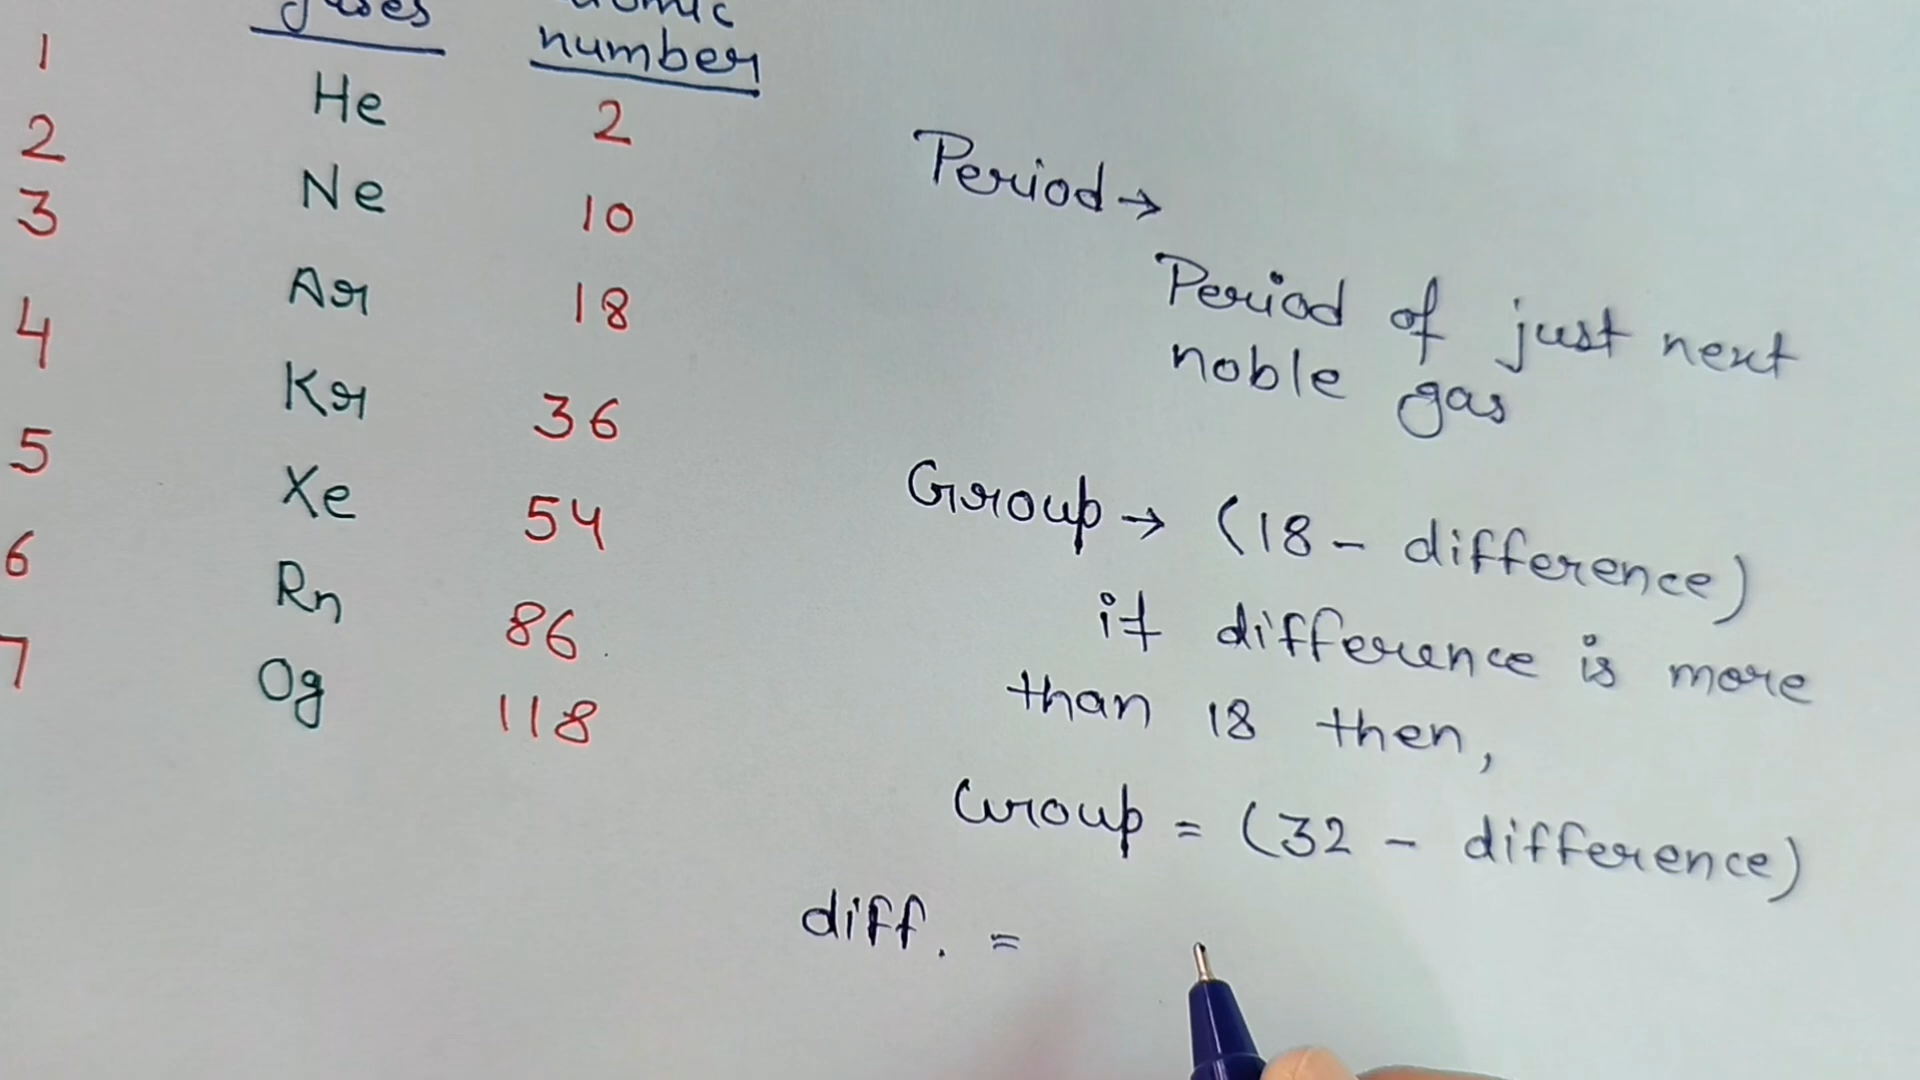 gases
atomic
number
1 He 2
2 Ne 10
3 Ar 18
4 Kr 36
5 Xe 54
6 Rn 86
7 Og 118
Period →
Period of just next
noble gas
Group → (18 - difference)
if difference is more
than 18 then,
Group = (32 - difference)
diff. =